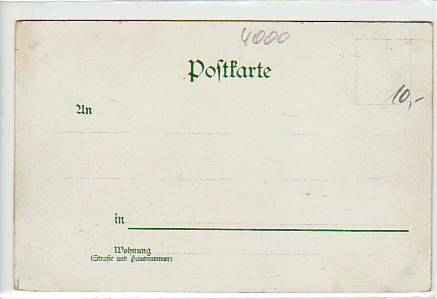 4000
Postkarte
10,-
An
in
Wohnung
(Straße und Hausnummer)